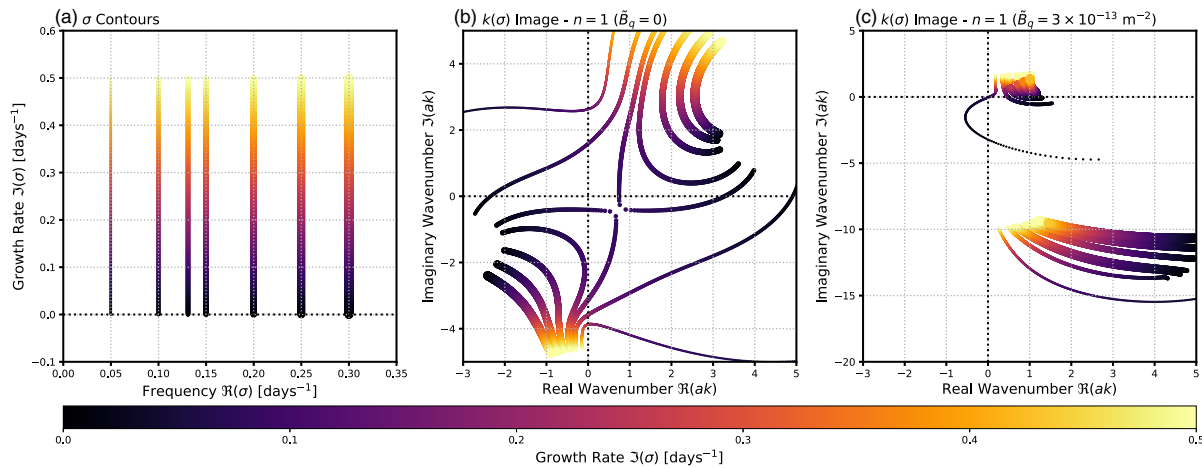 (a) σ Contours
(b) k(σ) Image - n = 1 (B̃q = 0)
(c) k(σ) Image - n = 1 (B̃q = 3 × 10⁻¹³ m⁻²)
Growth Rate ℑ(σ) [days⁻¹]
0.6
0.5
0.4
0.3
0.2
0.1
0.0
−0.1
0.00 0.05 0.10 0.15 0.20 0.25 0.30 0.35
Frequency ℜ(σ) [days⁻¹]
Imaginary Wavenumber ℑ(ak)
4
2
0
−2
−4
−3 −2 −1 0 1 2 3 4 5
Real Wavenumber ℜ(ak)
Imaginary Wavenumber ℑ(ak)
5
0
−5
−10
−15
−20
−3 −2 −1 0 1 2 3 4 5
Real Wavenumber ℜ(ak)
0.0 0.1 0.2 0.3 0.4 0.5
Growth Rate ℑ(σ) [days⁻¹]